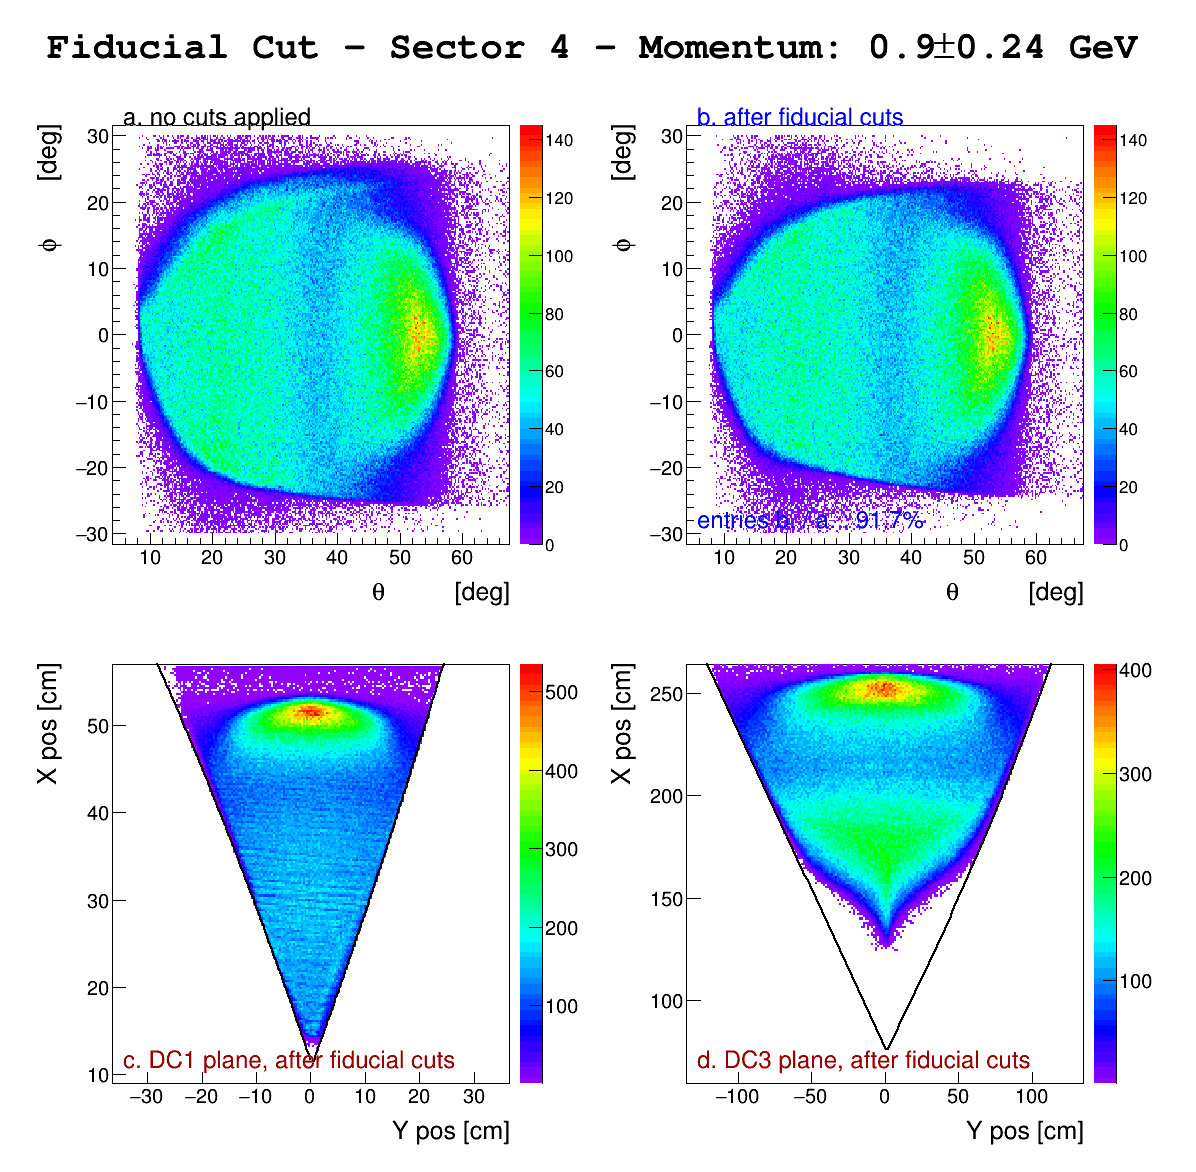 Fiducial Cut - Sector 4 - Momentum: 0.9±0.24 GeV
a. no cuts applied
ϕ [deg]
30
20
10
0
−10
−20
−30
10 20 30 40 50 60
θ [deg]
140
120
100
80
60
40
20
0
b. after fiducial cuts
ϕ [deg]
30
20
10
0
−10
−20
−30
entries b a 91.7%
10 20 30 40 50 60
θ [deg]
140
120
100
80
60
40
20
0
X pos [cm]
50
40
30
20
10
c. DC1 plane, after fiducial cuts
−30 −20 −10 0 10 20 30
Y pos [cm]
500
400
300
200
100
X pos [cm]
250
200
150
100
d. DC3 plane, after fiducial cuts
−100 −50 0 50 100
Y pos [cm]
400
300
200
100